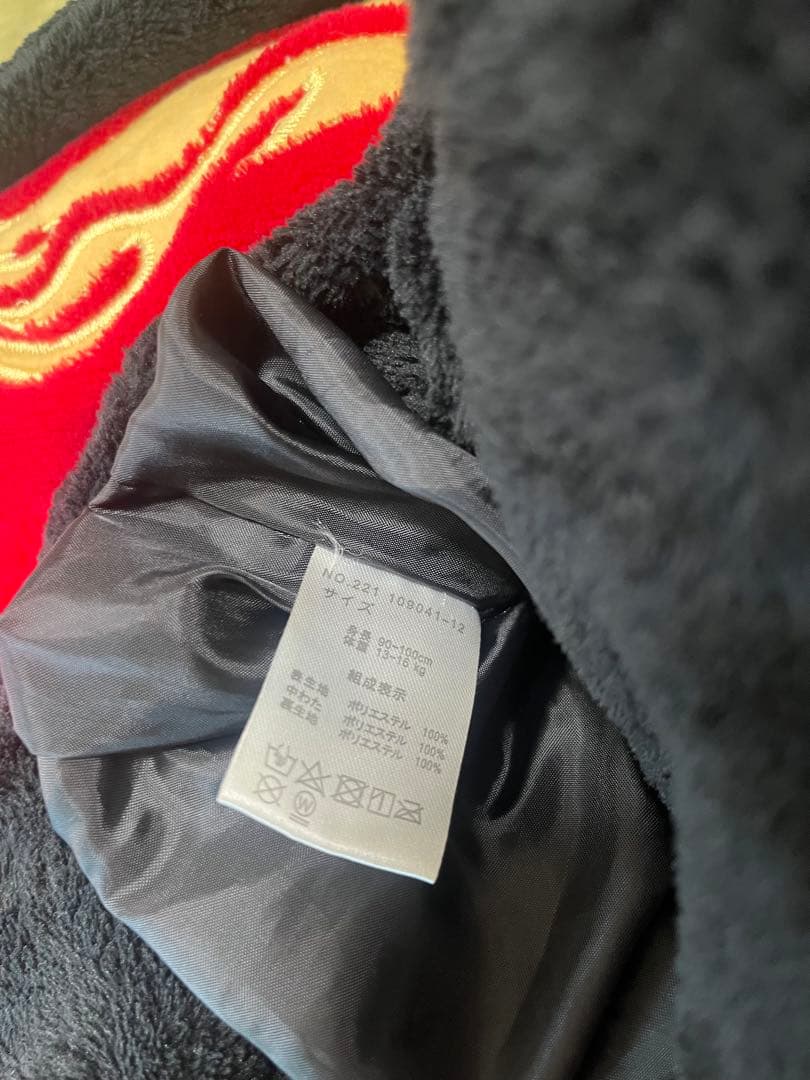 NO.221 109041-12
サイズ
身長 90-100cm
体重 13-16 kg
組成表示
表生地 ポリエステル 100%
中わた ポリエステル 100%
裏生地 ポリエステル 100%
W